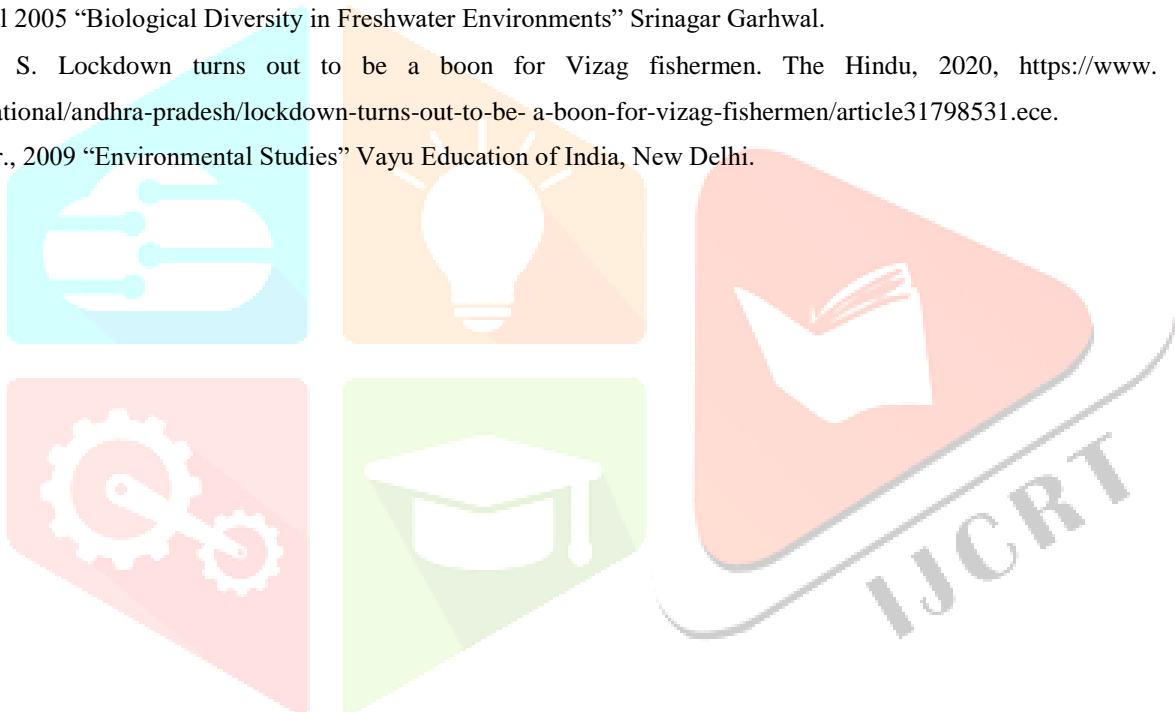 l 2005 “Biological Diversity in Freshwater Environments” Srinagar Garhwal.
S. Lockdown turns out to be a boon for Vizag fishermen. The Hindu, 2020, https://www.
ational/andhra-pradesh/lockdown-turns-out-to-be- a-boon-for-vizag-fishermen/article31798531.ece.
r., 2009 “Environmental Studies” Vayu Education of India, New Delhi.
IJCRT